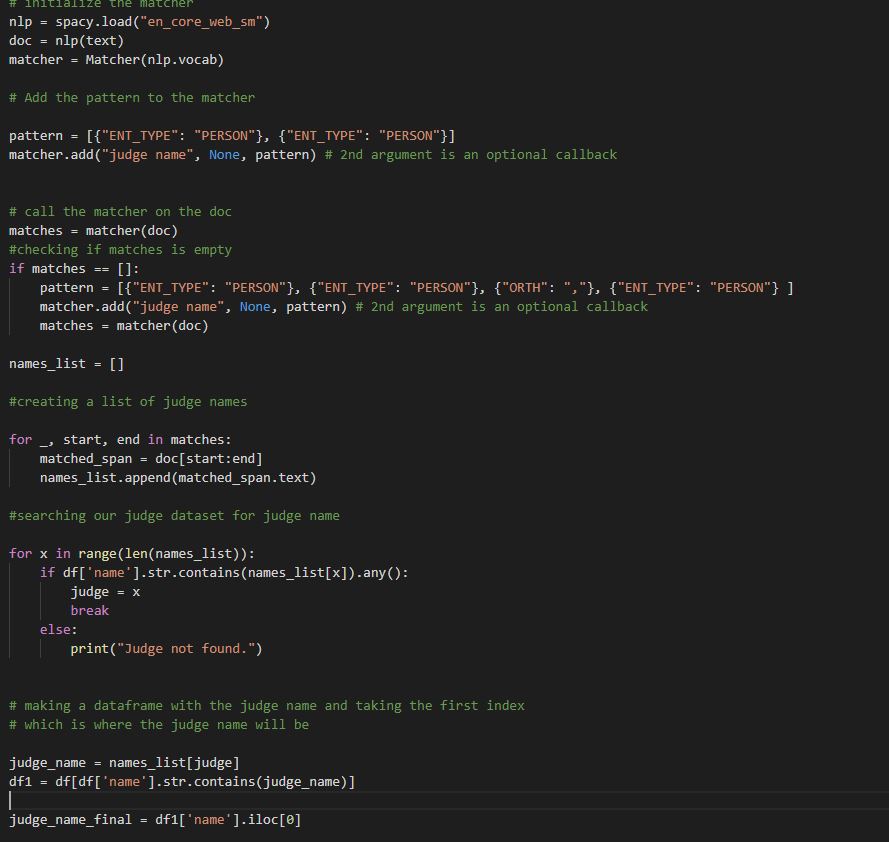 # initialize the matcher
nlp = spacy.load("en_core_web_sm")
doc = nlp(text)
matcher = Matcher(nlp.vocab)
# Add the pattern to the matcher
pattern = [{"ENT_TYPE": "PERSON"}, {"ENT_TYPE": "PERSON"}]
matcher.add("judge name", None, pattern) # 2nd argument is an optional callback
# call the matcher on the doc
matches = matcher(doc)
#checking if matches is empty
if matches == []:
    pattern = [{"ENT_TYPE": "PERSON"}, {"ENT_TYPE": "PERSON"}, {"ORTH": ","}, {"ENT_TYPE": "PERSON"} ]
    matcher.add("judge name", None, pattern) # 2nd argument is an optional callback
    matches = matcher(doc)
names_list = []
#creating a list of judge names
for _, start, end in matches:
    matched_span = doc[start:end]
    names_list.append(matched_span.text)
#searching our judge dataset for judge name
for x in range(len(names_list)):
    if df['name'].str.contains(names_list[x]).any():
        judge = x
        break
    else:
        print("Judge not found.")
# making a dataframe with the judge name and taking the first index
# which is where the judge name will be
judge_name = names_list[judge]
df1 = df[df['name'].str.contains(judge_name)]
judge_name_final = df1['name'].iloc[0]